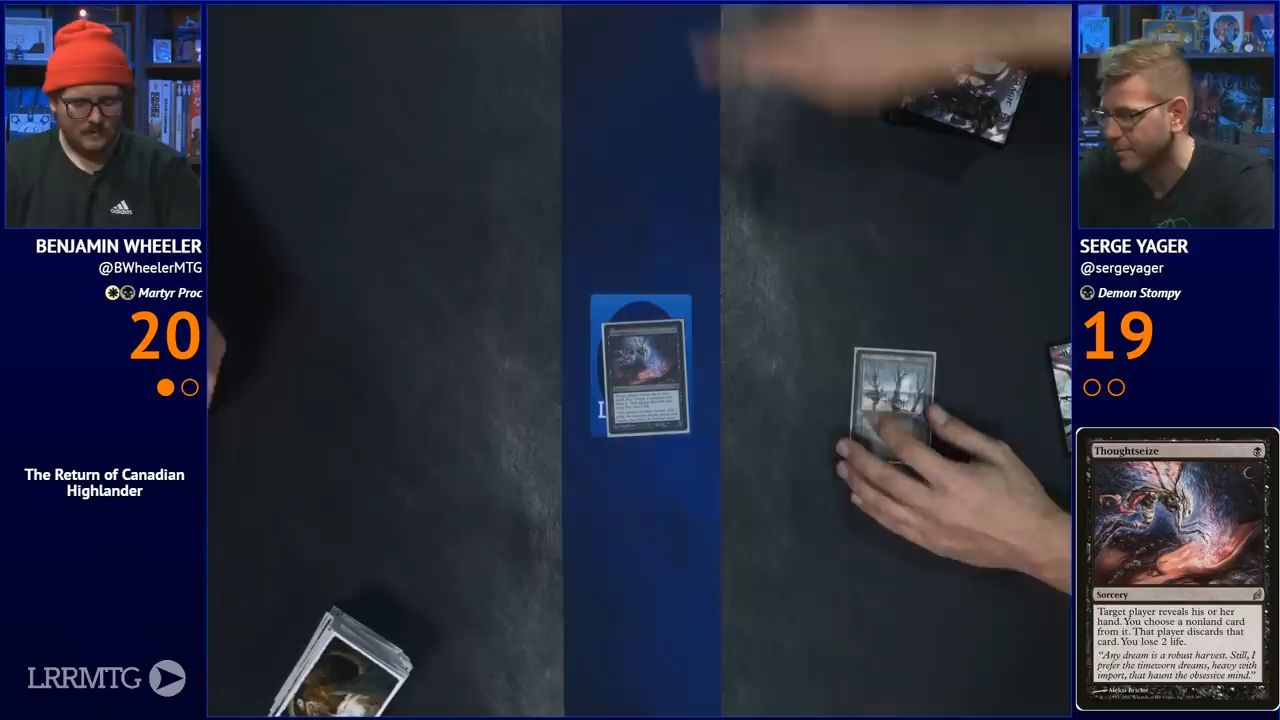 BENJAMIN WHEELER
@BWheelerMTG
Martyr Proc
20
The Return of Canadian
Highlander
LRRMTG
adidas
SERGE YAGER
@sergeyager
Demon Stompy
19
Thoughtseize
Sorcery
Target player reveals his or her
hand. You choose a nonland card
from it. That player discards that
card. You lose 2 life.
“Any dream is a robust harvest. Still, I
prefer the timeworn dreams, heavy with
import, that haunt the obsessive mind.”